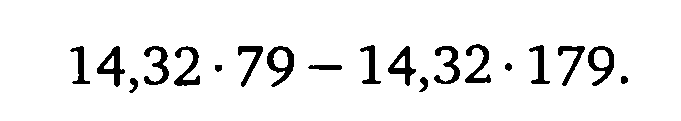 14,32 · 79 – 14,32 · 179.